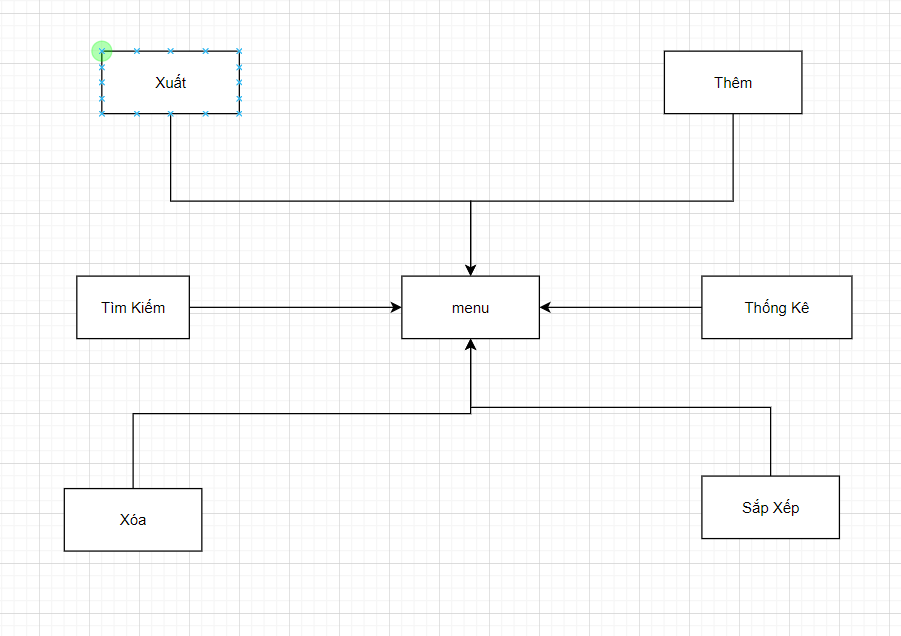 Xuất
Thêm
Tìm Kiếm
menu
Thống Kê
Xóa
Sắp Xếp